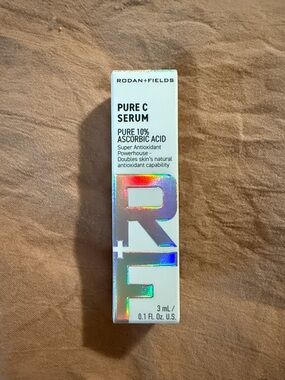 RODAN+FIELDS
PURE C
SERUM
PURE 10%
ASCORBIC ACID
Super Antioxidant
Powerhouse -
Doubles skin's natural
antioxidant capability
R
+
F
3 mL /
0.1 Fl. Oz. U.S.